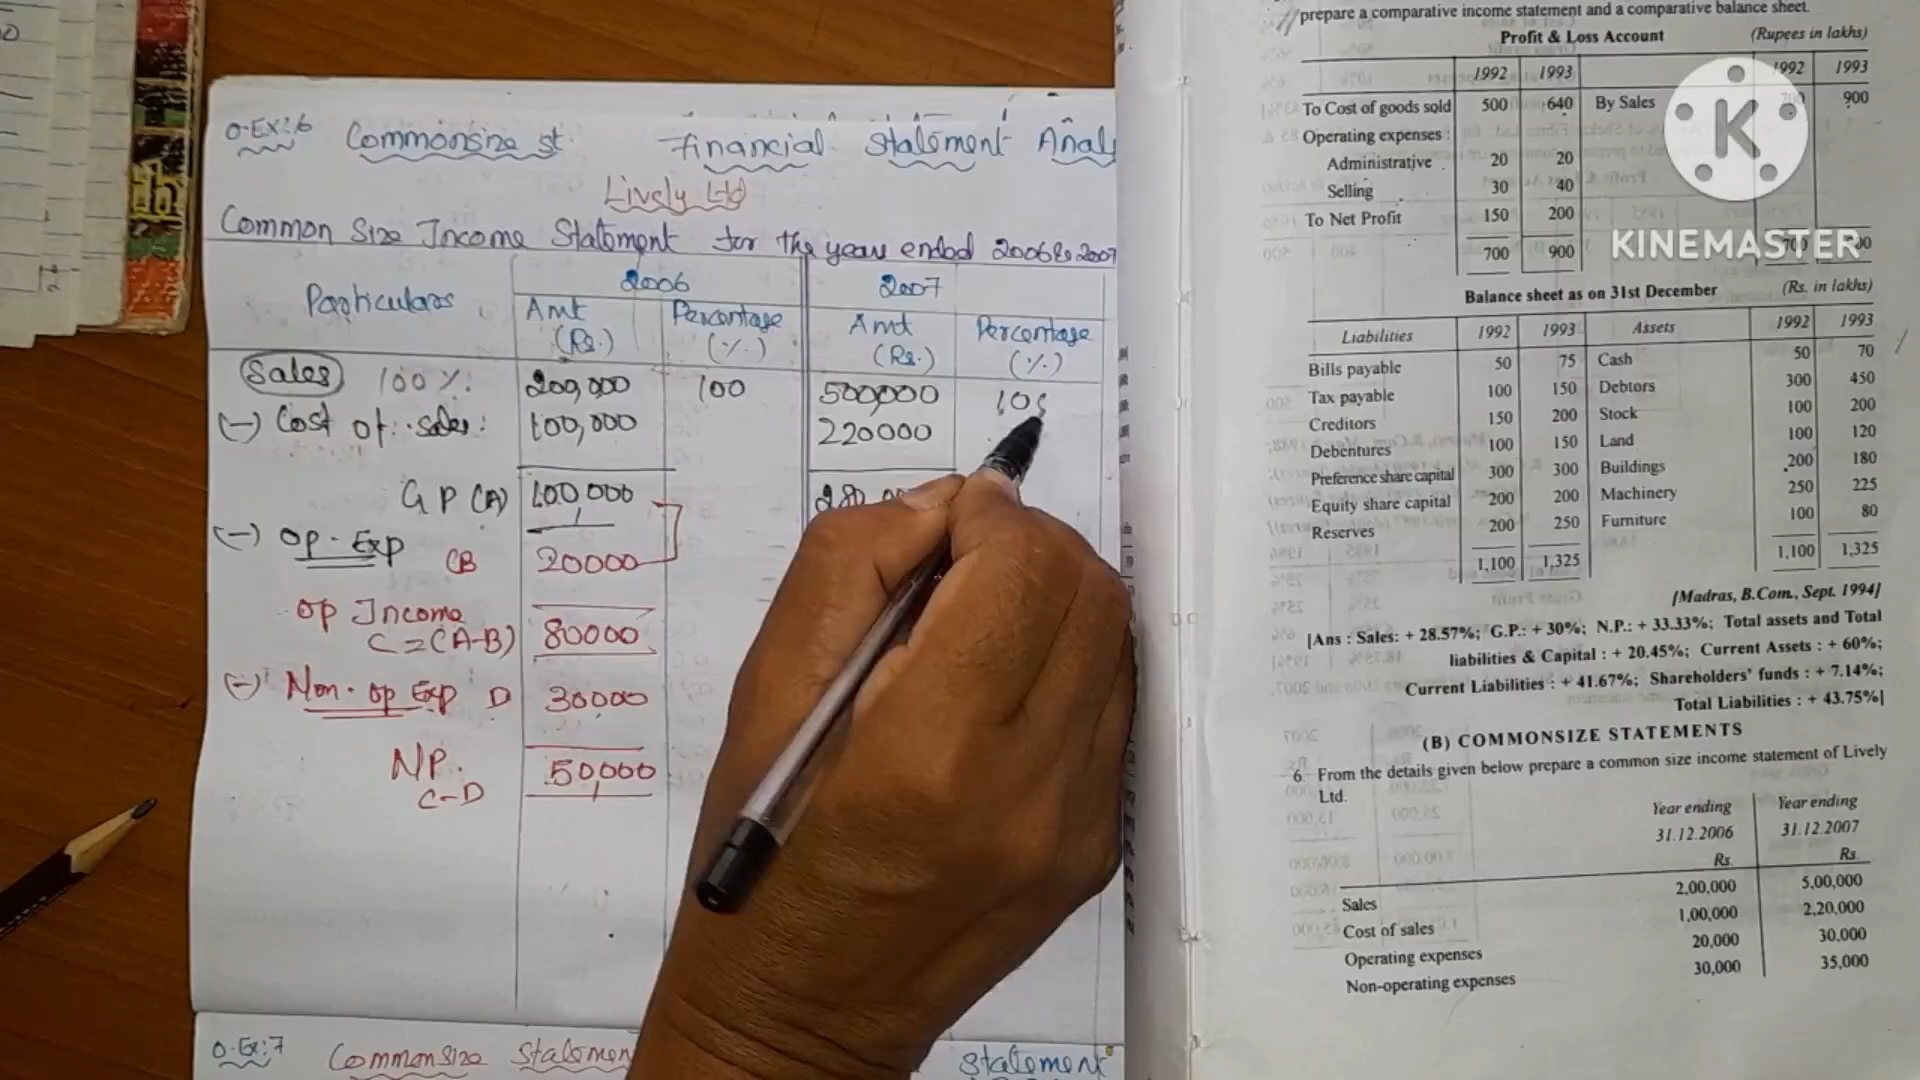 O.Ex:6 Commonsize st. Financial Statement Analy
Lively Ltd
Common Size Income Statement for the year ended 2006 & 2007
Particulars 2006 2007
Amt (Rs.) Percentage (%) Amt (Rs.) Percentage (%)
Sales 100%. 200,000 100 500,000 100
(-) Cost of sales: 100,000 220000
GP (A) 100 000 280
(-) Op. Exp (B 20000
Op Income C=(A-B) 80000
(-) Non. op Exp D 30000
NP. C-D 50,000
O.Ex:7 Commonsize Statemen Statement
prepare a comparative income statement and a comparative balance sheet.
Profit & Loss Account (Rupees in lakhs)
1992 1993 1992 1993
To Cost of goods sold 500 640 By Sales 700 900
Operating expenses :
Administrative 20 20
Selling 30 40
To Net Profit 150 200
700 900 700
KINEMASTER
K
Balance sheet as on 31st December (Rs. in lakhs)
Liabilities 1992 1993 Assets 1992 1993
Bills payable 50 75 Cash 50 70
Tax payable 100 150 Debtors 300 450
Creditors 150 200 Stock 100 200
Debentures 100 150 Land 100 120
Preference share capital 300 300 Buildings 200 180
Equity share capital 200 200 Machinery 250 225
Reserves 200 250 Furniture 100 80
1,100 1,325 1,100 1,325
[Madras, B.Com., Sept. 1994]
[Ans : Sales: + 28.57%; G.P.: + 30%; N.P.: + 33.33%; Total assets and Total
liabilities & Capital : + 20.45%; Current Assets : + 60%;
Current Liabilities : + 41.67%; Shareholders' funds : + 7.14%;
Total Liabilities : + 43.75%]
(B) COMMONSIZE STATEMENTS
6. From the details given below prepare a common size income statement of Lively
Ltd.
Year ending Year ending
31.12.2006 31.12.2007
Rs. Rs.
Sales 2,00,000 5,00,000
Cost of sales 1,00,000 2,20,000
Operating expenses 20,000 30,000
Non-operating expenses 30,000 35,000